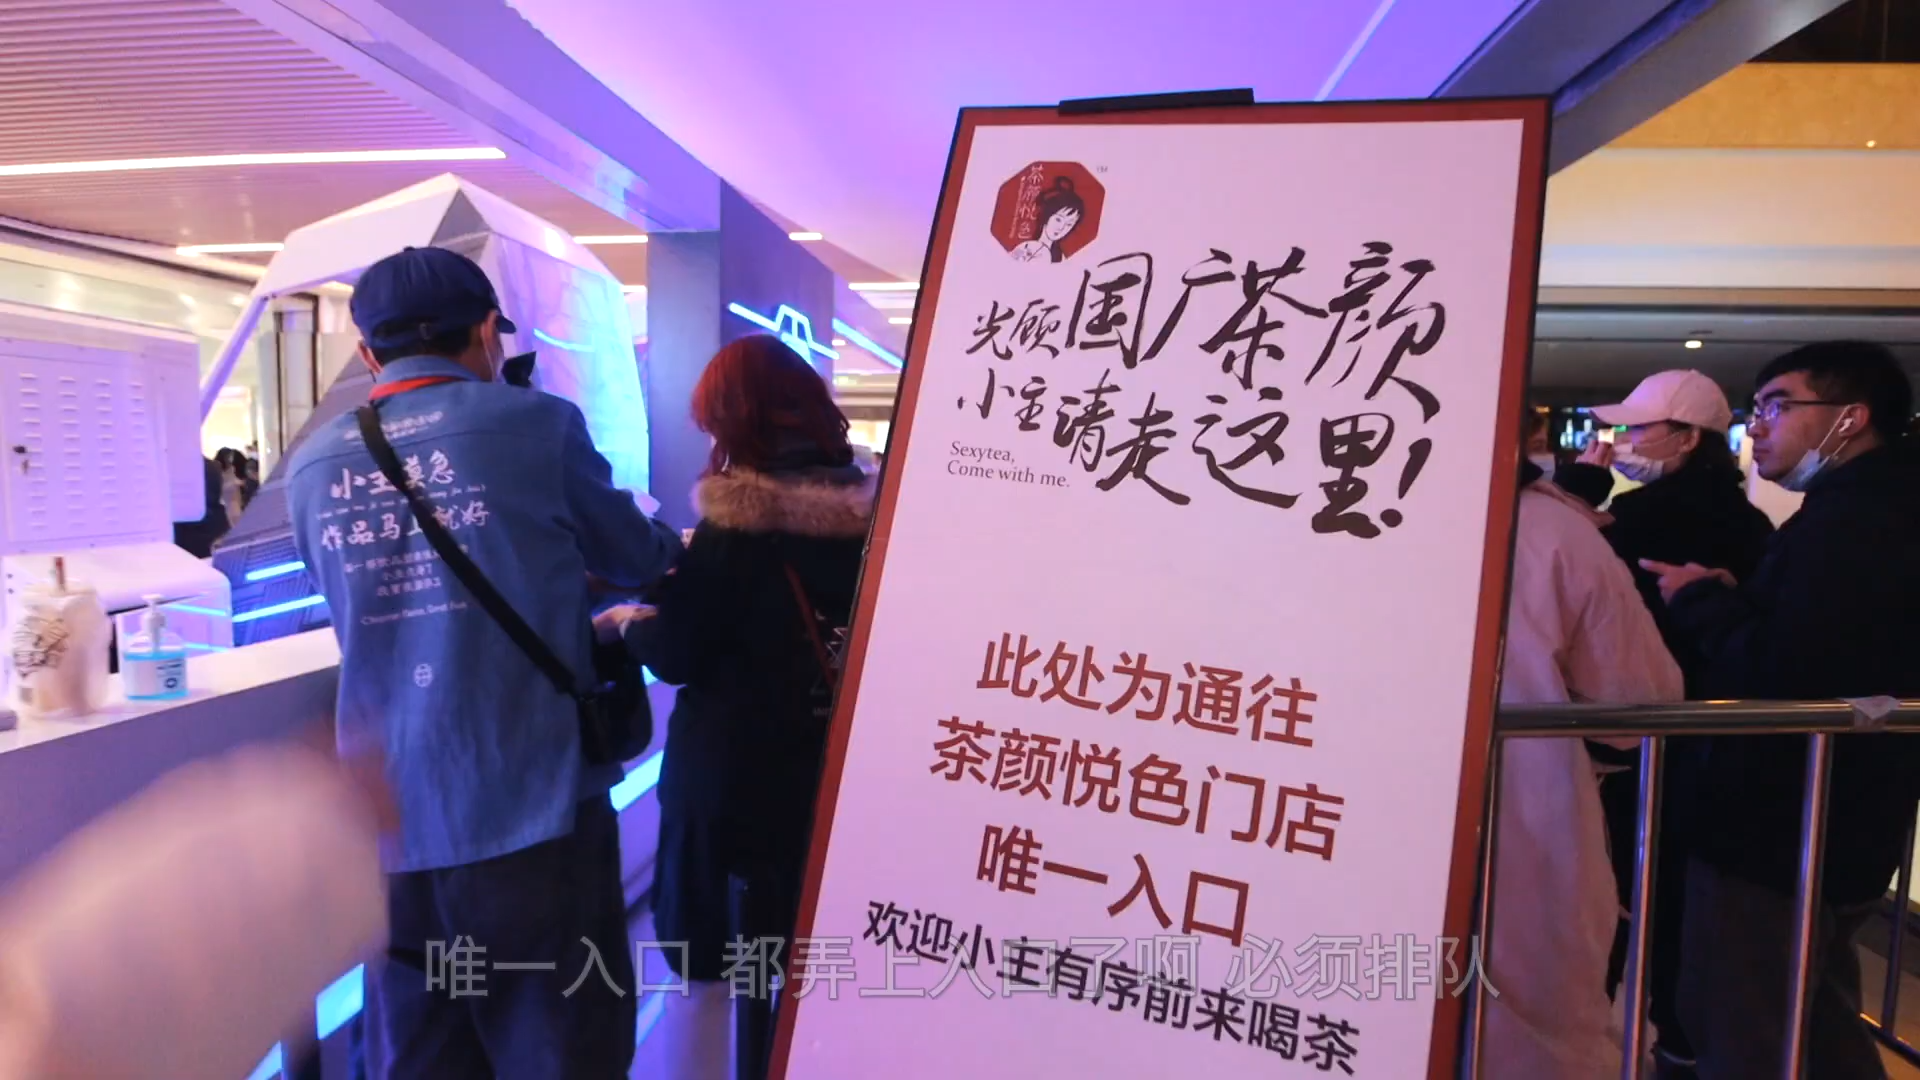 茶颜悦色
TM
光顾国广茶颜
小主请走这里!
Sexytea,
Come with me.
此处为通往
茶颜悦色门店
唯一入口
欢迎小主有序前来喝茶
小主莫急
作品马上就好
唯一入口 都弄上入口了啊 必须排队